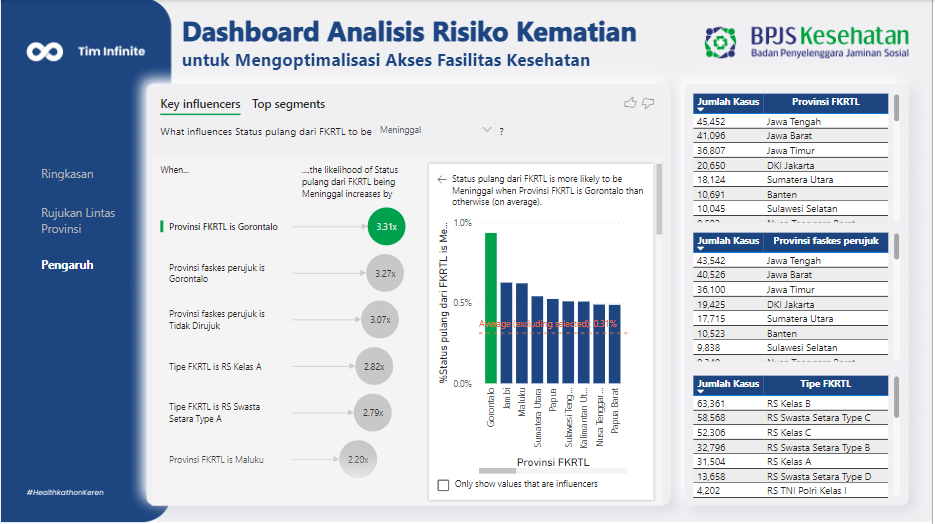 Tim Infinite
Dashboard Analisis Risiko Kematian
untuk Mengoptimalisasi Akses Fasilitas Kesehatan
BPJS Kesehatan
Badan Penyelenggara Jaminan Sosial
Ringkasan
Rujukan Lintas
Provinsi
Pengaruh
#HealthkathonKeren
Key influencers Top segments
What influences Status pulang dari FKRTL to be Meninggal ?
When...
....the likelihood of Status
pulang dari FKRTL being
Meninggal increases by
Provinsi FKRTL is Gorontalo 3.31x
Provinsi faskes perujuk is
Gorontalo
3.27x
Provinsi faskes perujuk is
Tidak Dirujuk
3.07x
Tipe FKRTL is RS Kelas A 2.82x
Tipe FKRTL is RS Swasta
Setara Type A
2.79x
Provinsi FKRTL is Maluku 2.20x
Status pulang dari FKRTL is more likely to be
Meninggal when Provinsi FKRTL is Gorontalo than
otherwise (on average).
%Status pulang dari FKRTL is Me...
1.0%
0.5%
0.0%
Average (excluding selected): 0.31%
Gorontalo
Jambi
Maluku
Sumatera Utara
Papua
Sulawesi Teng...
Kalimantan Ut...
Nusa Tenggar...
Papua Barat
Provinsi FKRTL
Only show values that are influencers
Jumlah Kasus Provinsi FKRTL
45,452 Jawa Tengah
41,096 Jawa Barat
36,807 Jawa Timur
20,650 DKI Jakarta
18,124 Sumatera Utara
10,691 Banten
10,045 Sulawesi Selatan
Jumlah Kasus Provinsi faskes perujuk
43,542 Jawa Tengah
40,526 Jawa Barat
36,100 Jawa Timur
19,425 DKI Jakarta
17,715 Sumatera Utara
10,523 Banten
9,838 Sulawesi Selatan
Jumlah Kasus Tipe FKRTL
63,361 RS Kelas B
58,568 RS Swasta Setara Type C
52,306 RS Kelas C
32,796 RS Swasta Setara Type B
31,504 RS Kelas A
13,658 RS Swasta Setara Type D
4,202 RS TNI Polri Kelas I